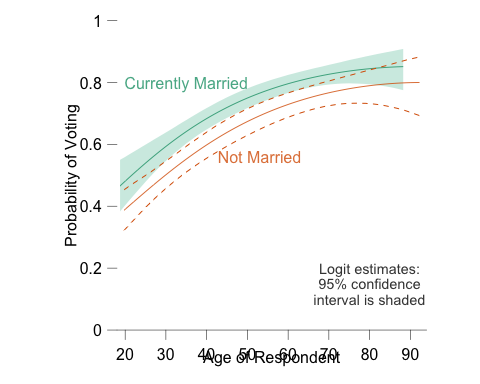 1
Currently Married
0.8
0.6
Not Married
0.4
0.2
0
Probability of Voting
Logit estimates:
95% confidence
interval is shaded
20 30 40 50 60 70 80 90
Age of Respondent